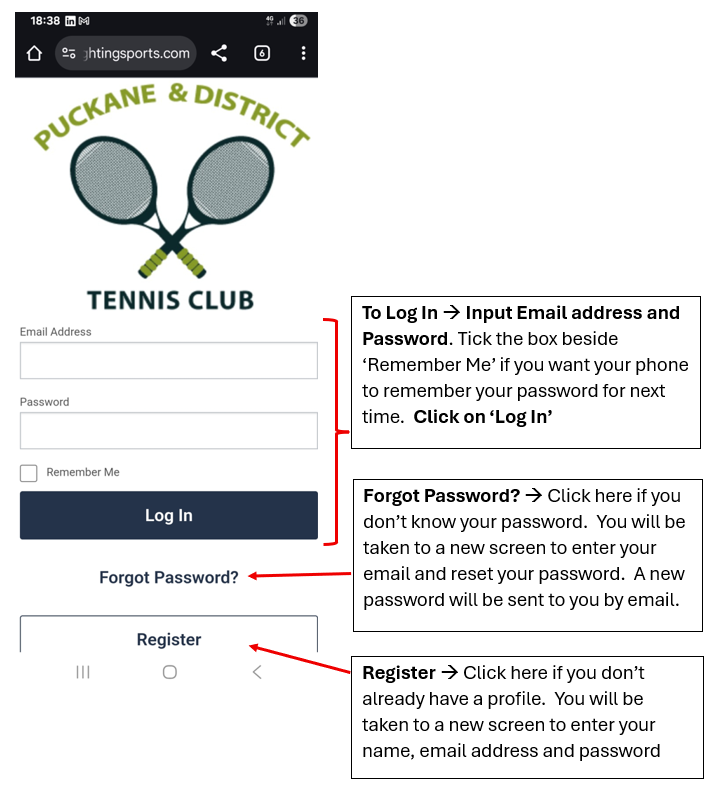 18:38
4G
36
ghtingsports.com
6
PUCKANE & DISTRICT
TENNIS CLUB
Email Address
Password
Remember Me
Log In
Forgot Password?
Register
To Log In → Input Email address and
Password. Tick the box beside
‘Remember Me’ if you want your phone
to remember your password for next
time.  Click on ‘Log In’
Forgot Password? → Click here if you
don’t know your password.  You will be
taken to a new screen to enter your
email and reset your password.  A new
password will be sent to you by email.
Register → Click here if you don’t
already have a profile.  You will be
taken to a new screen to enter your
name, email address and password